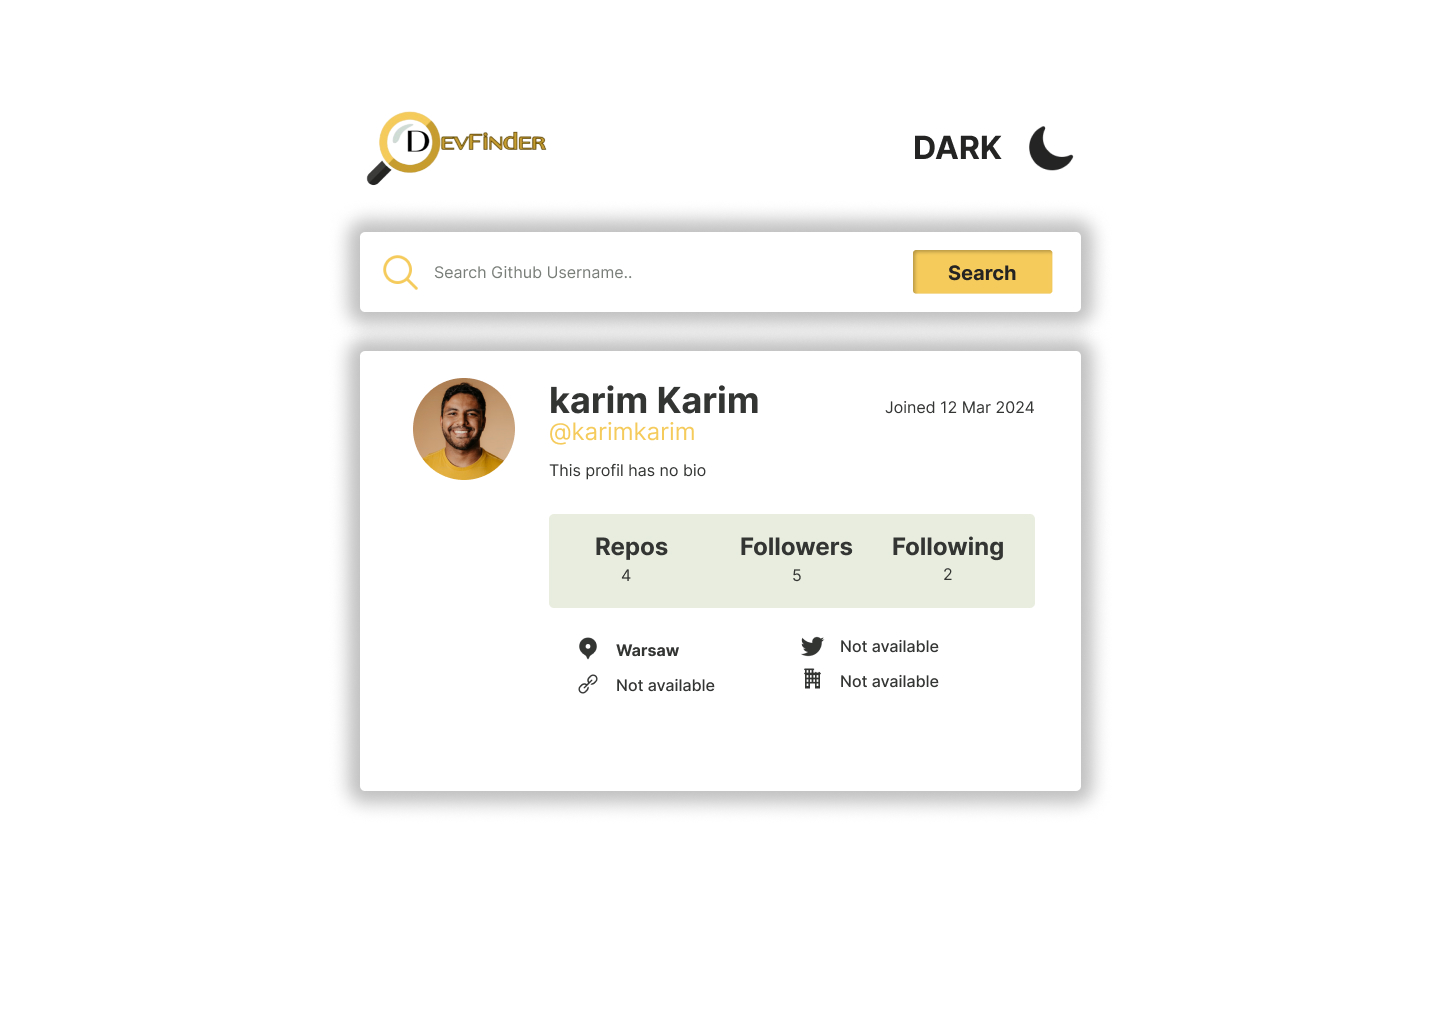 DevFinder
DARK
Search Github Username..
Search
karim Karim
Joined 12 Mar 2024
@karimkarim
This profil has no bio
Repos
Followers
Following
4
5
2
Warsaw
Not available
Not available
Not available